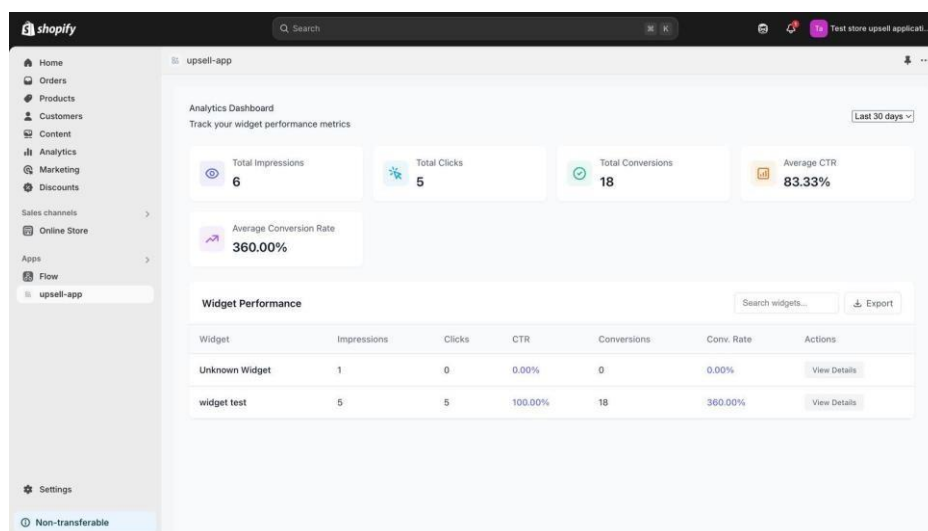 shopify
Search
⌘ K
Ta
Test store upsell applicati...
Home
Orders
Products
Customers
Content
Analytics
Marketing
Discounts
Sales channels
Online Store
Apps
Flow
upsell-app
Settings
Non-transferable
upsell-app
Analytics Dashboard
Track your widget performance metrics
Last 30 days
Total Impressions
6
Total Clicks
5
Total Conversions
18
Average CTR
83.33%
Average Conversion Rate
360.00%
Widget Performance
Search widgets...
Export
Widget Impressions Clicks CTR Conversions Conv. Rate Actions
Unknown Widget 1 0 0.00% 0 0.00% View Details
widget test 5 5 100.00% 18 360.00% View Details